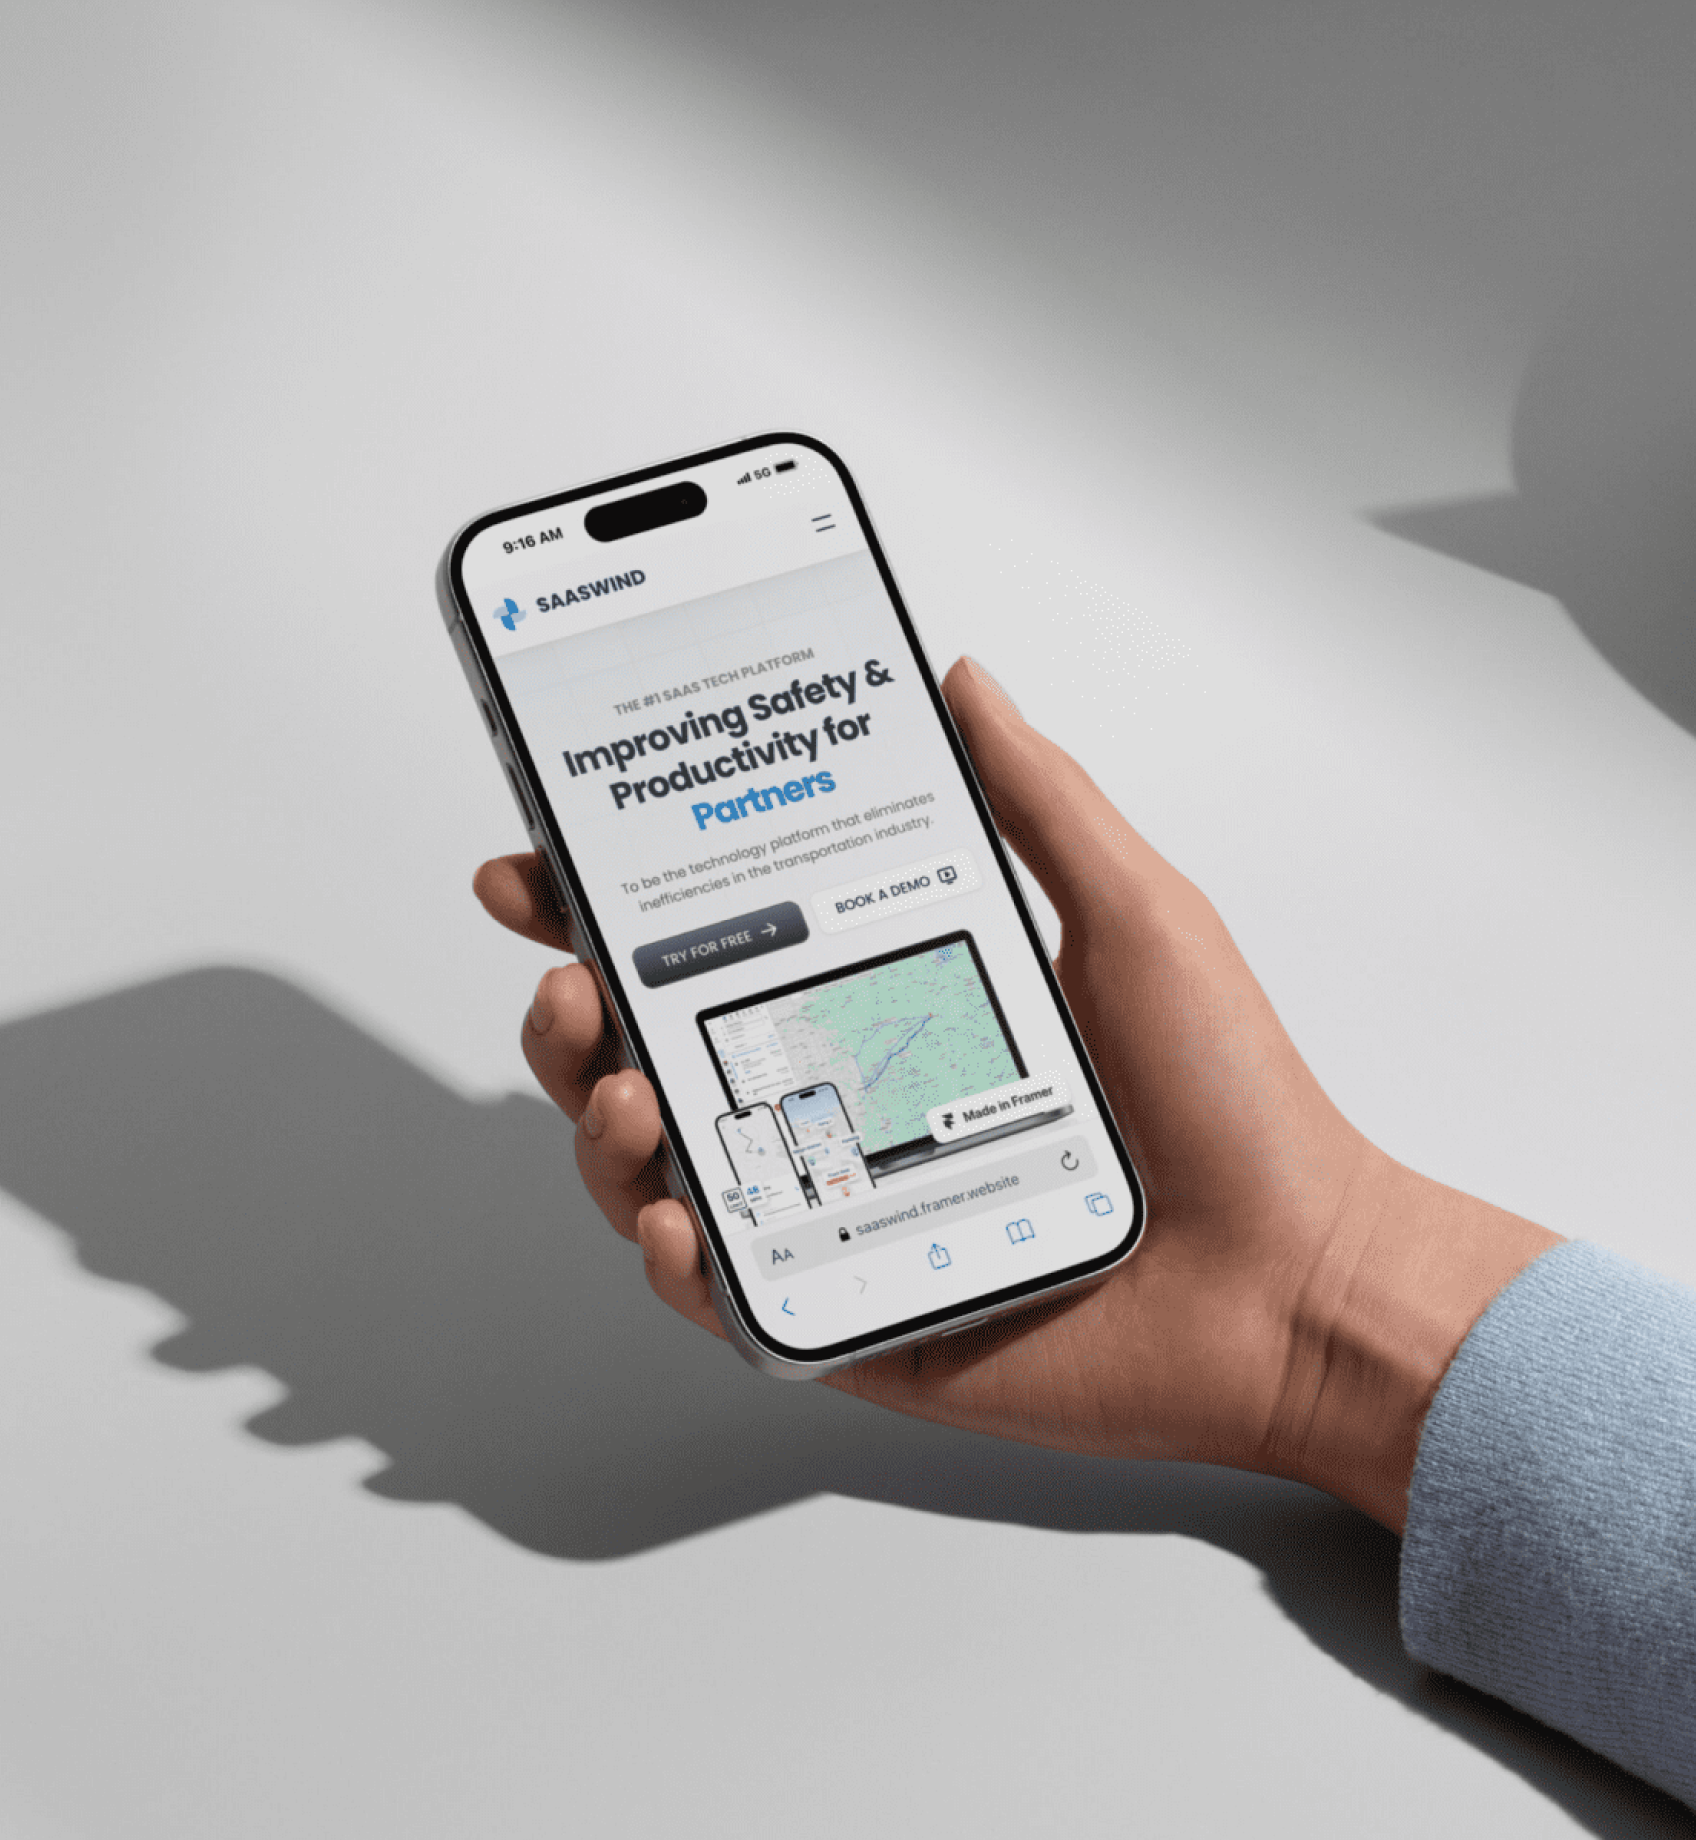 9:16 AM
5G
SAASWIND
THE #1 SAAS TECH PLATFORM
Improving Safety &
Productivity for
Partners
To be the technology platform that eliminates
inefficiencies in the transportation industry.
TRY FOR FREE
BOOK A DEMO
50
48
Made in Framer
AA
saaswind.framer.website